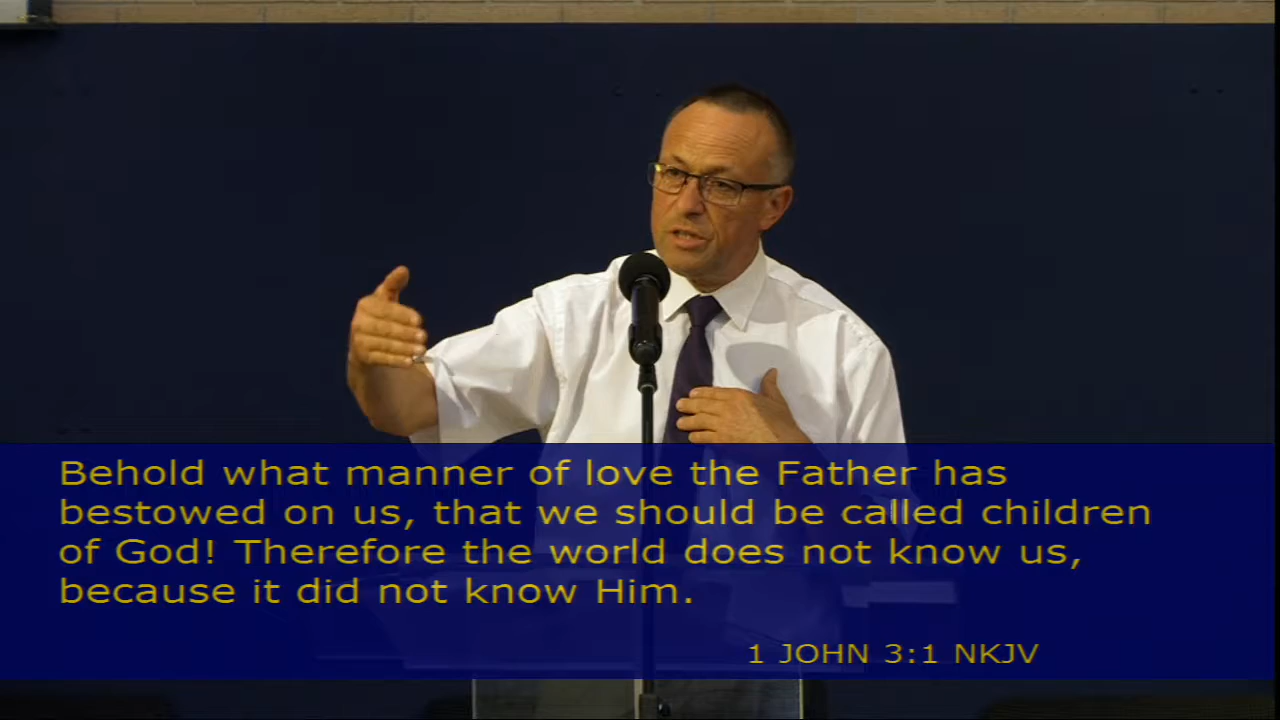 Behold what manner of love the Father has
bestowed on us, that we should be called children
of God! Therefore the world does not know us,
because it did not know Him.
1 JOHN 3:1 NKJV